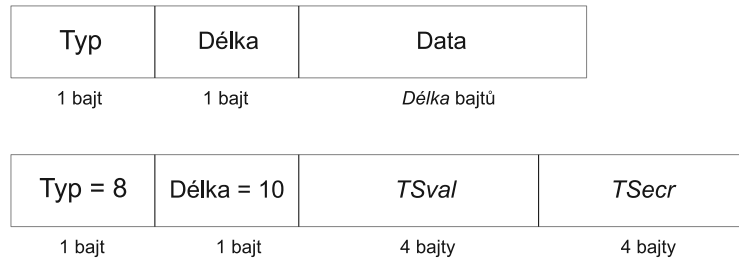 Typ Délka Data
1 bajt 1 bajt Délka bajtů
Typ = 8 Délka = 10 TSval TSecr
1 bajt 1 bajt 4 bajty 4 bajty